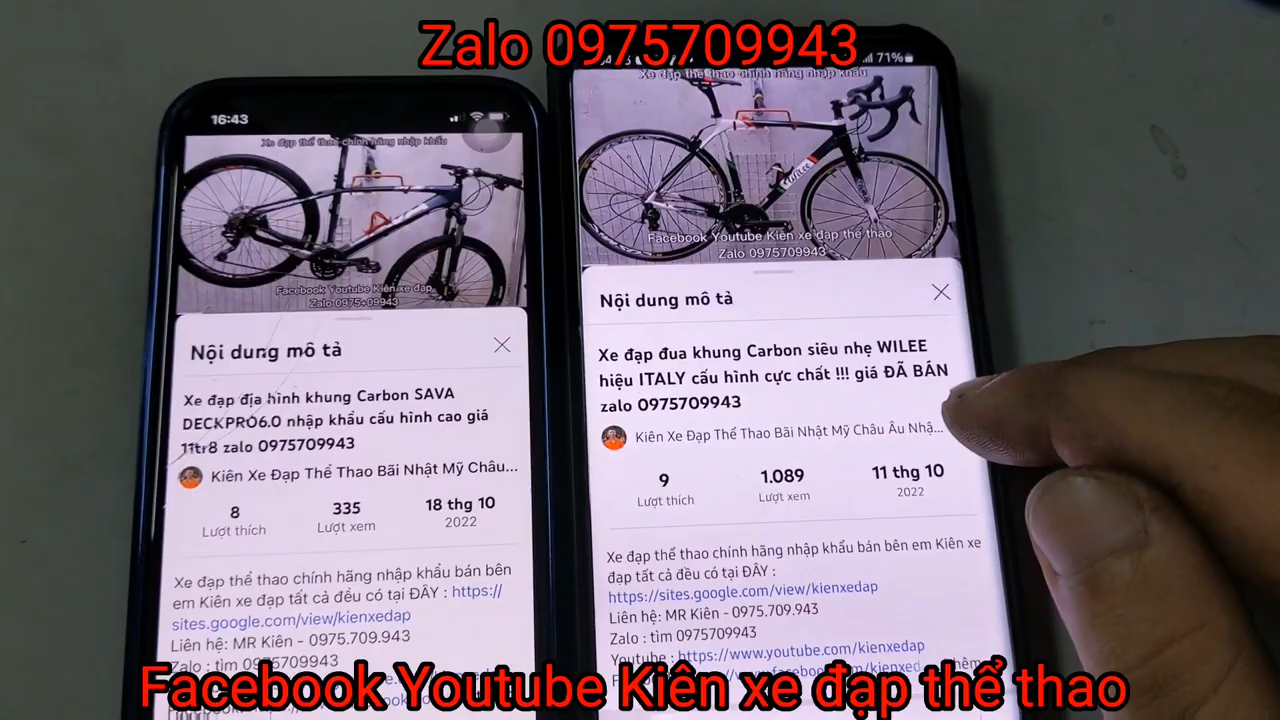 Zalo 0975709943
16:43
Xe đạp thể thao chính hãng nhập khẩu
Facebook Youtube Kiên xe đạp
Nội dung mô tả
Xe đạp địa hình khung Carbon SAVA
DECKPRO6.0 nhập khẩu cấu hình cao giá
11tr8 zalo 0975709943
Kiên Xe Đạp Thể Thao Bãi Nhật Mỹ Châu...
8
335
18 thg 10
Lượt thích
Lượt xem
2022
Xe đạp thể thao chính hãng nhập khẩu bán bên
em Kiên xe đạp tất cả đều có tại ĐÂY : https://
sites.google.com/view/kienxedap
Liên hệ: MR Kiên - 0975.709.943
Zalo : tìm 0975709943
71%
Xe đạp thể thao chính hãng nhập khẩu
Wilee
Facebook Youtube Kiên xe đạp thể thao
Zalo 0975709943
Nội dung mô tả
Xe đạp đua khung Carbon siêu nhẹ WILEE
hiệu ITALY cấu hình cực chất !!! giá ĐÃ BÁN
zalo 0975709943
Kiên Xe Đạp Thể Thao Bãi Nhật Mỹ Châu Âu Nhậ...
9
1.089
11 thg 10
Lượt thích
Lượt xem
2022
Xe đạp thể thao chính hãng nhập khẩu bán bên em Kiên xe
đạp tất cả đều có tại ĐÂY :
https://sites.google.com/view/kienxedap
Liên hệ: MR Kiên - 0975.709.943
Zalo : tìm 0975709943
Youtube : https://www.youtube.com/kienxedap
Facebook Youtube Kiên xe đạp thể thao